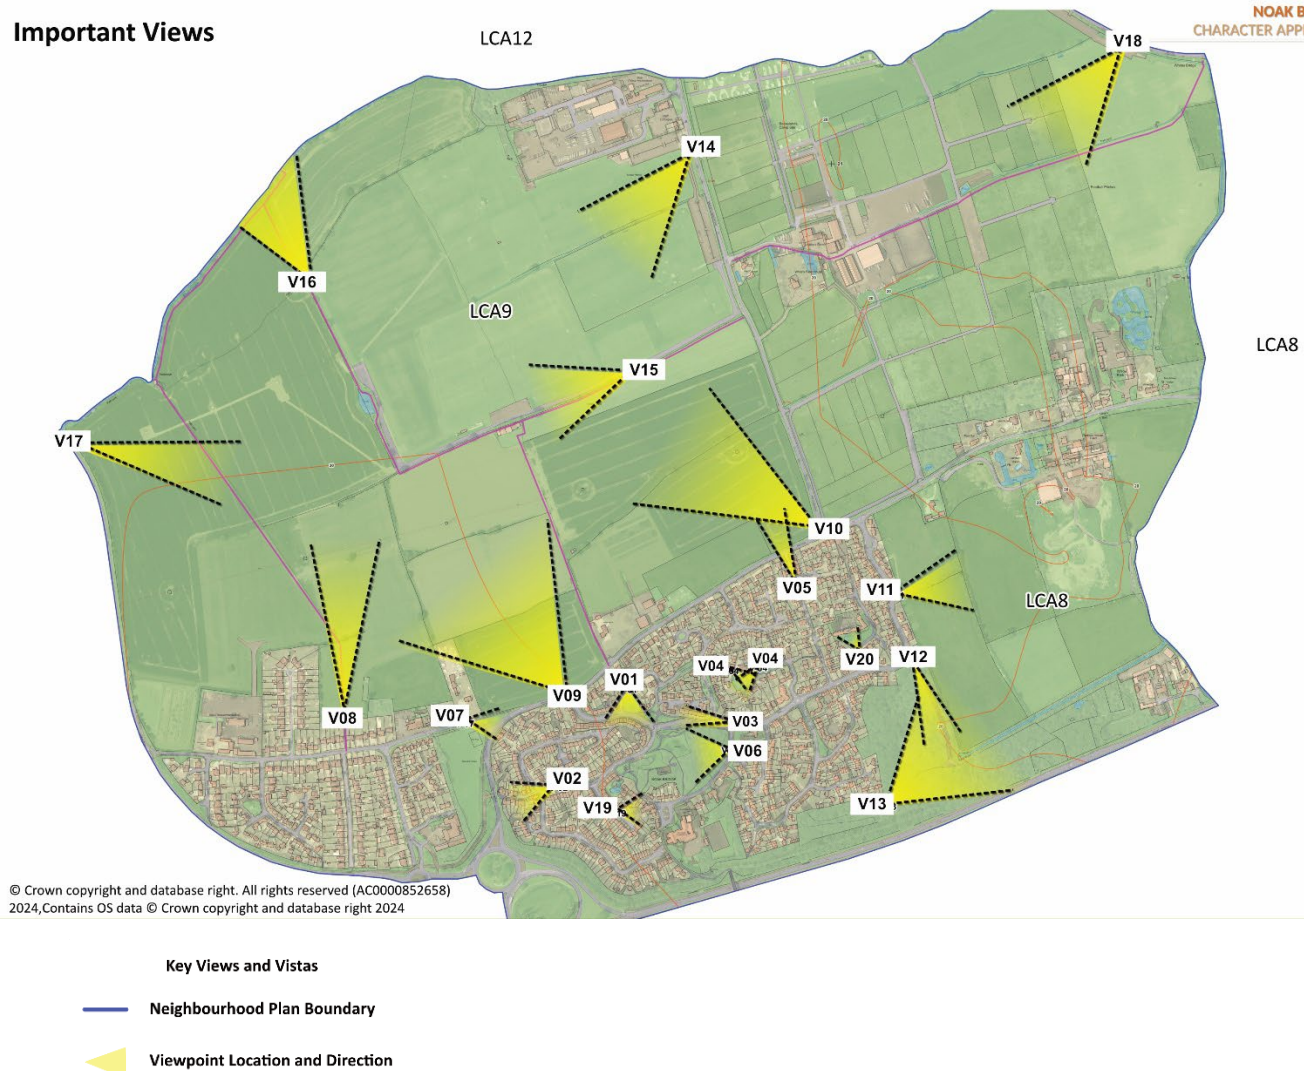 Important Views
NOAK B
CHARACTER APP
LCA12
V18
V14
V16
LCA9
LCA8
V15
V17
V10
V05
V11
LCA8
V20
V12
V04
V04
V01
V09
V08
V07
V03
V06
V02
V19
V13
© Crown copyright and database right. All rights reserved (AC0000852658)
2024,Contains OS data © Crown copyright and database right 2024
Key Views and Vistas
Neighbourhood Plan Boundary
Viewpoint Location and Direction